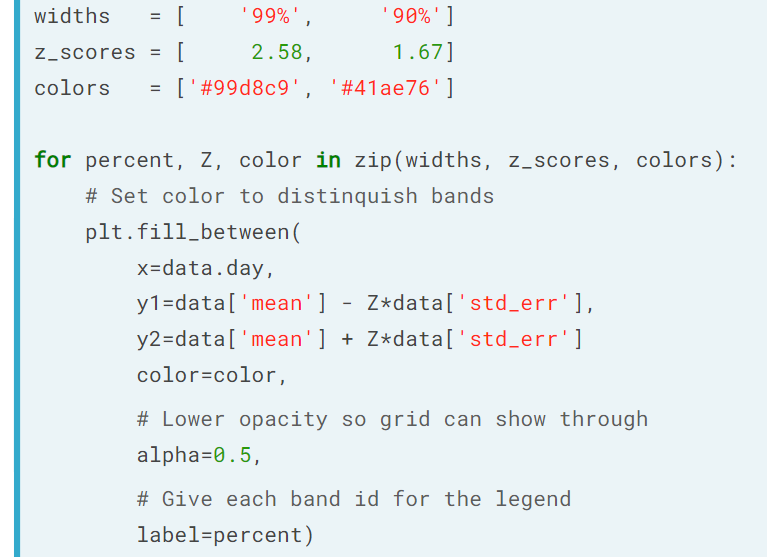 widths   = [    '99%',     '90%']
z_scores = [     2.58,      1.67]
colors   = ['#99d8c9', '#41ae76']
for percent, Z, color in zip(widths, z_scores, colors):
    # Set color to distinquish bands
    plt.fill_between(
        x=data.day,
        y1=data['mean'] - Z*data['std_err'],
        y2=data['mean'] + Z*data['std_err']
        color=color,
        # Lower opacity so grid can show through
        alpha=0.5,
        # Give each band id for the legend
        label=percent)